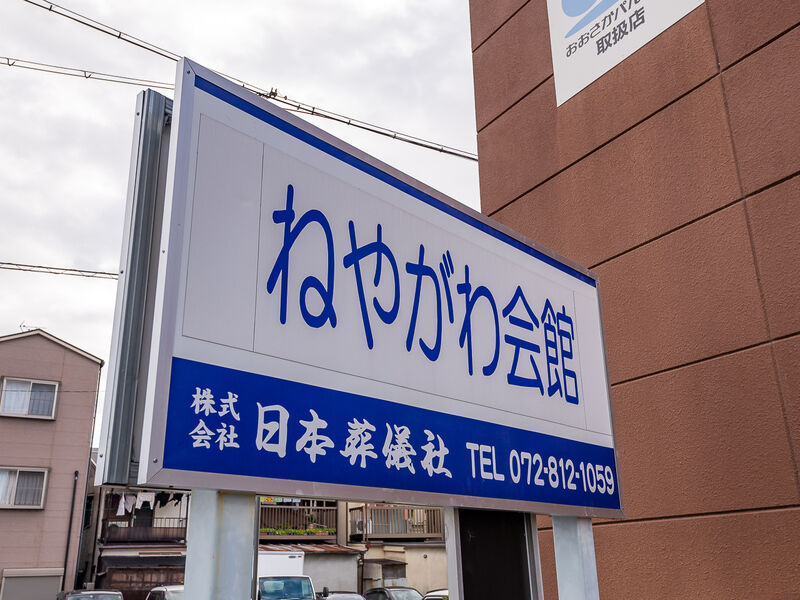 おおさかパル
取扱店
ねやがわ会館
株式
会社
日本葬儀社 TEL 072-812-1059